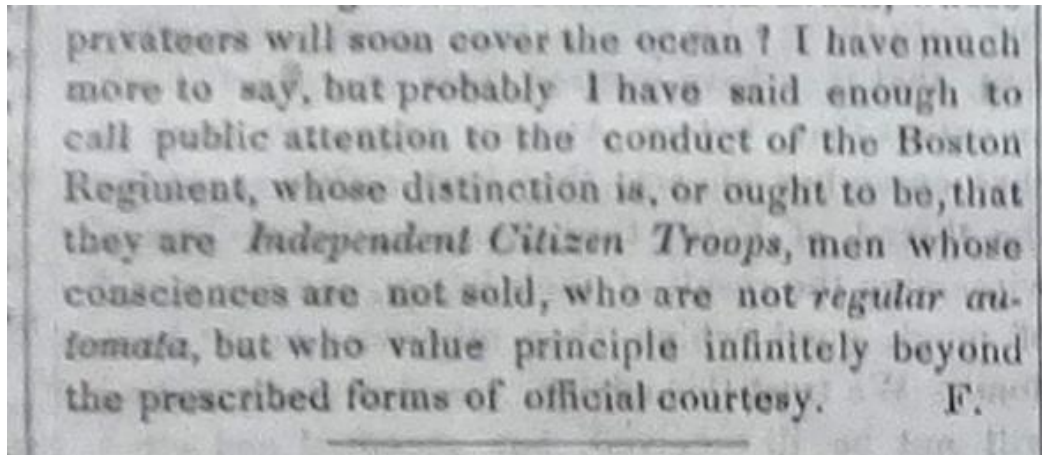 privateers will soon cover the ocean ? I have much
more to say, but probably I have said enough to
call public attention to the conduct of the Boston
Regiment, whose distinction is, or ought to be, that
they are Independent Citizen Troops, men whose
consciences are not sold, who are not regular au-
tomata, but who value principle infinitely beyond
the prescribed forms of official courtesy. F.